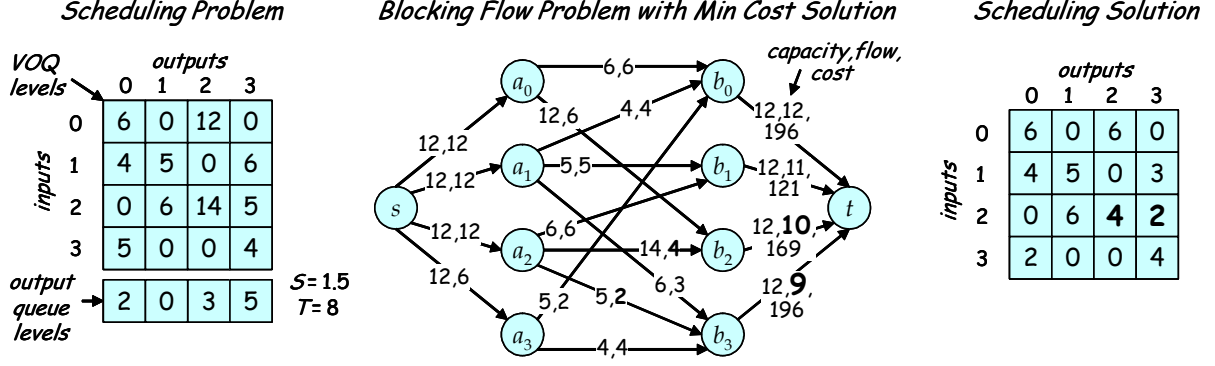 Scheduling Problem
VOQ levels
outputs
0 1 2 3
inputs
0 6 0 12 0
1 4 5 0 6
2 0 6 14 5
3 5 0 0 4
output queue levels
2 0 3 5
S=1.5
T=8
Blocking Flow Problem with Min Cost Solution
capacity,flow,
cost
s
a0
a1
a2
a3
b0
b1
b2
b3
t
12,12
12,12
12,12
12,6
6,6
12,6
4,4
5,5
6,3
6,6
14,4
5,2
5,2
4,4
12,12,
196
12,11,
121
12,10,
169
12,9,
196
Scheduling Solution
outputs
0 1 2 3
inputs
0 6 0 6 0
1 4 5 0 3
2 0 6 4 2
3 2 0 0 4